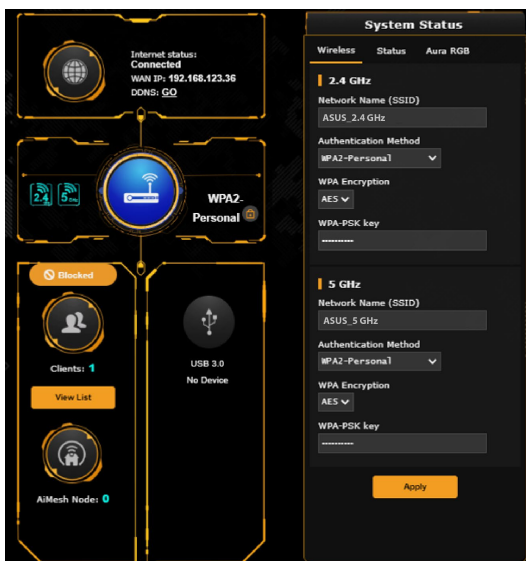 Internet status:
Connected
WAN IP: 192.168.123.36
DDNS: GO
2.4 GHz
5 GHz
WPA2-
Personal
Blocked
Clients: 1
View List
AiMesh Node: 0
USB 3.0
No Device
System Status
Wireless Status Aura RGB
2.4 GHz
Network Name (SSID)
ASUS_2.4 GHz
Authentication Method
WPA2-Personal
WPA Encryption
AES
WPA-PSK key
----------
5 GHz
Network Name (SSID)
ASUS_5 GHz
Authentication Method
WPA2-Personal
WPA Encryption
AES
WPA-PSK key
----------
Apply